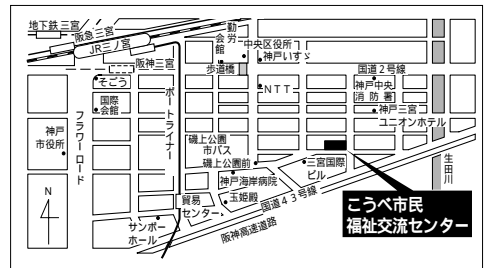 地下鉄 三宮
阪急 三宮
JR三ノ宮
阪神三宮
そごう
国際
会館
フラワーロード
神戸
市役所
N
ポートライナー
勤労
会館
歩道橋
中央区役所
神戸いすゞ
NTT
国道2号線
神戸中央
消防署
神戸三宮
ユニオンホテル
磯上公園
市バス
磯上公園前
三宮国際
ビル
神戸海岸病院
玉姫殿
貿易
センター
サンボー
ホール
国道43号線
阪神高速道路
生田川
こうべ市民
福祉交流センター